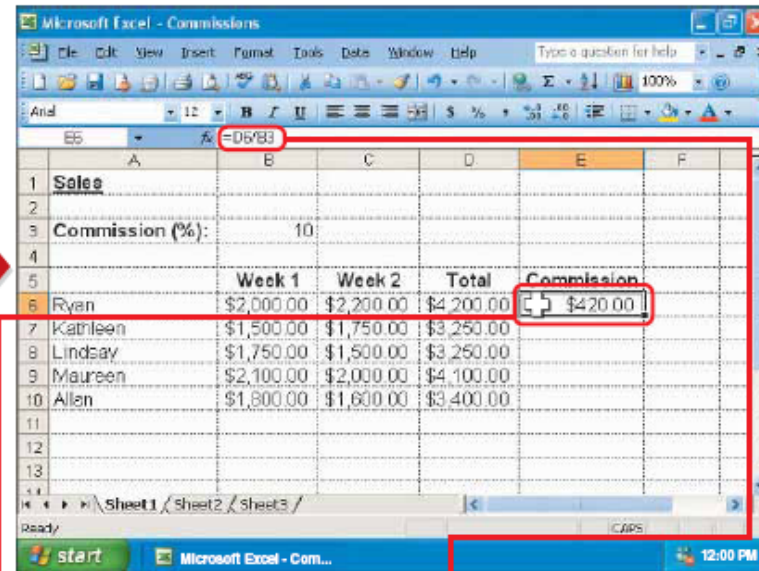 Microsoft Excel - Commissions
File Edit View Insert Format Tools Data Window Help Type a question for help
100%
Arial 12 B I U $ % ,
E6 fx =D6*B3
A B C D E F
1 Sales
2
3 Commission (%): 10
4
5 Week 1 Week 2 Total Commission
6 Ryan $2,000.00 $2,200.00 $4,200.00 $420.00
7 Kathleen $1,500.00 $1,750.00 $3,250.00
8 Lindsay $1,750.00 $1,500.00 $3,250.00
9 Maureen $2,100.00 $2,000.00 $4,100.00
10 Allan $1,800.00 $1,600.00 $3,400.00
11
12
13
Sheet1 / Sheet2 / Sheet3 /
Ready CAPS
start Microsoft Excel - Com... 12:00 PM